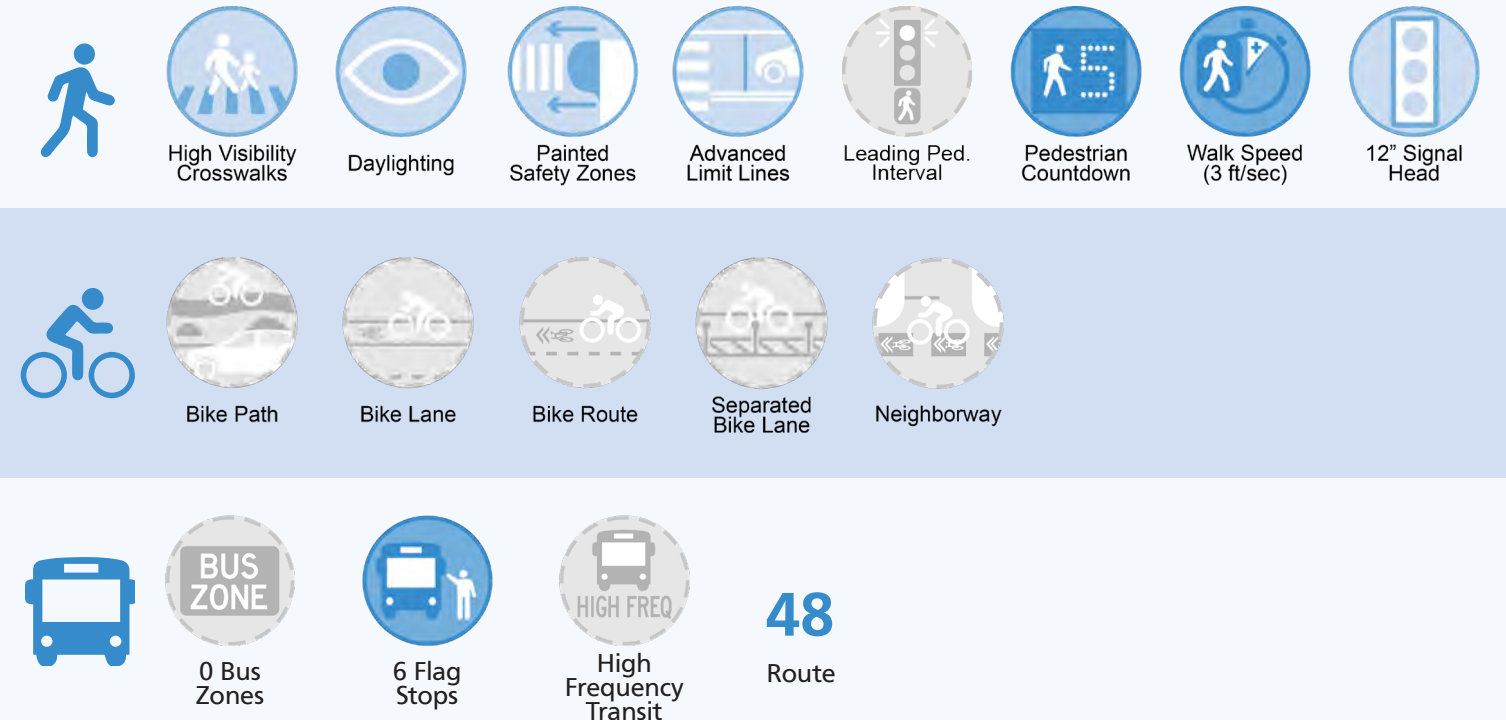 5
High Visibility
Crosswalks
Daylighting
Painted
Safety Zones
Advanced
Limit Lines
Leading Ped.
Interval
Pedestrian
Countdown
Walk Speed
(3 ft/sec)
12” Signal
Head
Bike Path
Bike Lane
Bike Route
Separated
Bike Lane
Neighborway
BUS
ZONE
0 Bus
Zones
6 Flag
Stops
HIGH FREQ
High
Frequency
Transit
48
Route